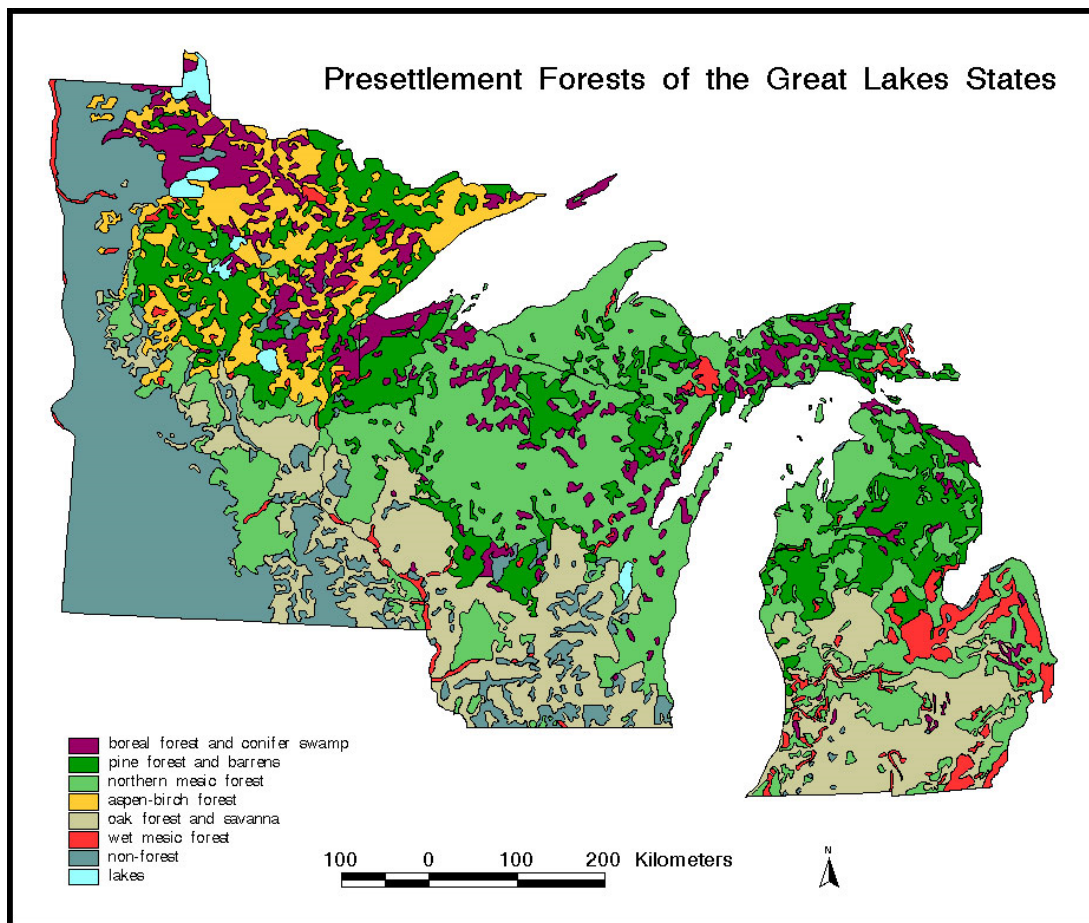 Presettlement Forests of the Great Lakes States
boreal forest and conifer swamp
pine forest and barrens
northern mesic forest
aspen-birch forest
oak forest and savanna
wet mesic forest
non-forest
lakes
100 0 100 200 Kilometers
N